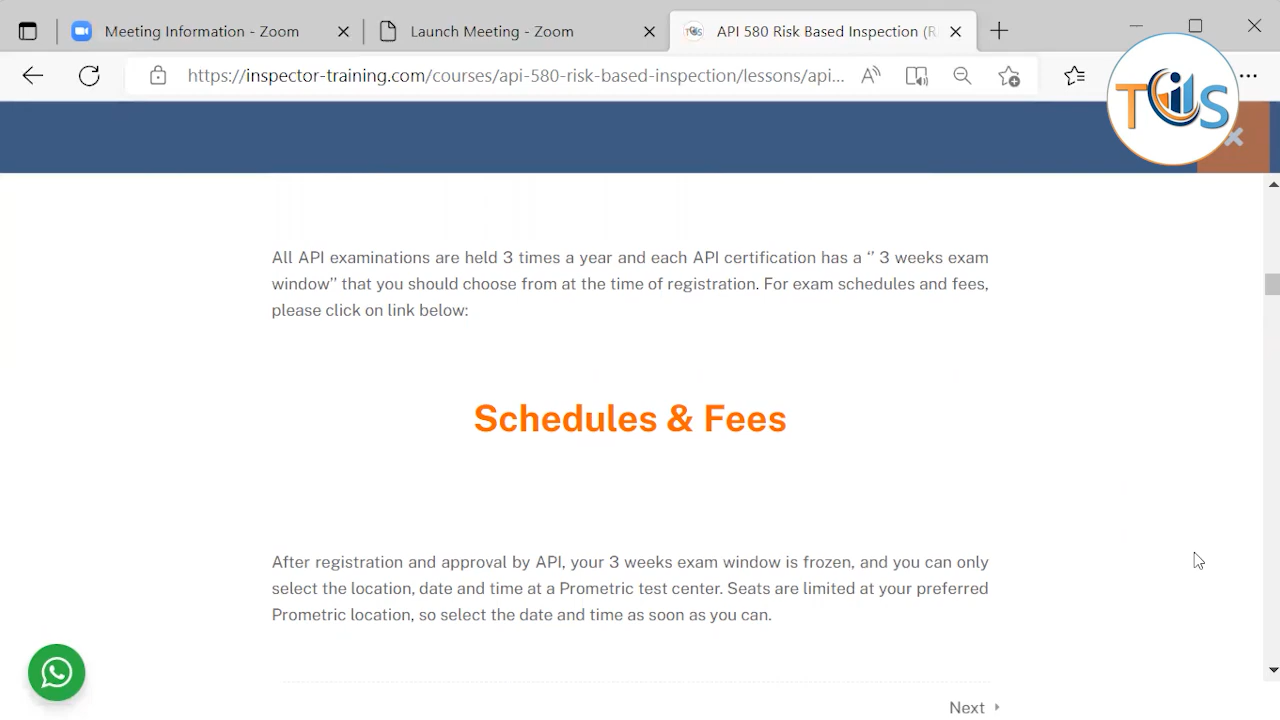 Meeting Information - Zoom
Launch Meeting - Zoom
API 580 Risk Based Inspection (R
https://inspector-training.com/courses/api-580-risk-based-inspection/lessons/api...
TIS
All API examinations are held 3 times a year and each API certification has a ‘’ 3 weeks exam
window’’ that you should choose from at the time of registration. For exam schedules and fees,
please click on link below:
Schedules & Fees
After registration and approval by API, your 3 weeks exam window is frozen, and you can only
select the location, date and time at a Prometric test center. Seats are limited at your preferred
Prometric location, so select the date and time as soon as you can.
Next